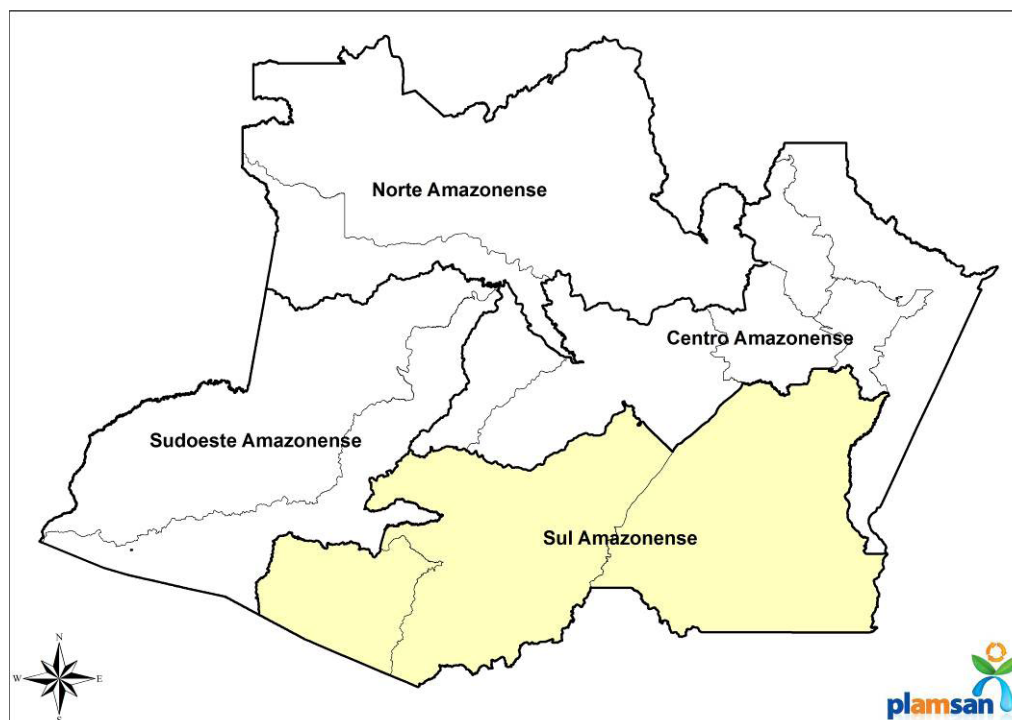 Norte Amazonense
Centro Amazonense
Sudoeste Amazonense
Sul Amazonense
N
W
E
S
plamsan